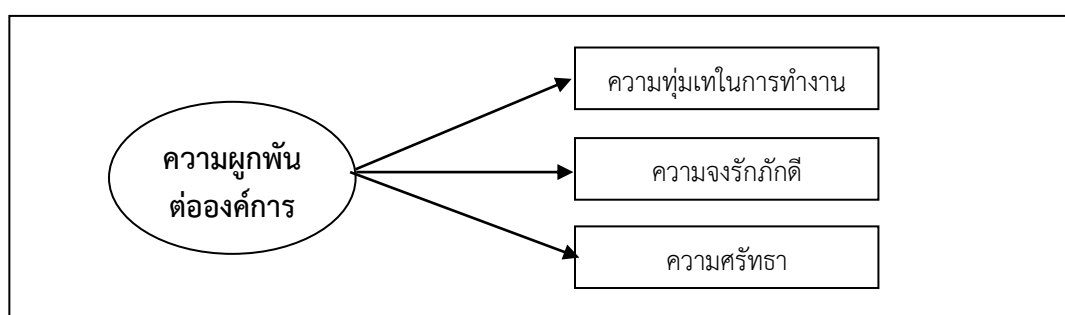 ความทุ่มเทในการทำงาน
ความผูกพัน
ต่อองค์การ
ความจงรักภักดี
ความศรัทธา